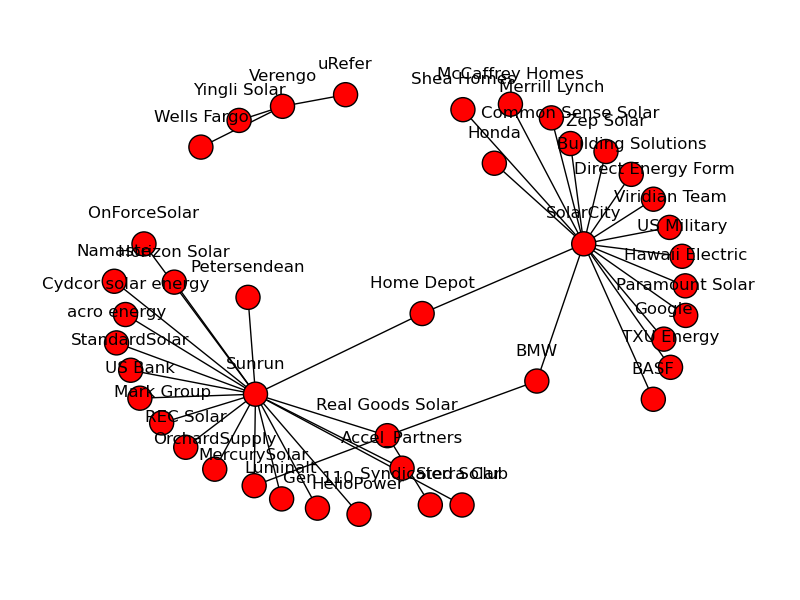 uRefer
Verengo
Yingli Solar
Wells Fargo
McCaffrey Homes
Shea Homes
Merrill Lynch
Common Sense Solar
Zep Solar
Honda
Building Solutions
Direct Energy Form
Viridian Team
SolarCity
US Military
Hawaii Electric
Paramount Solar
Google
TXU Energy
BASF
OnForceSolar
Horizon Solar
Petersendean
Cydcor solar energy
Home Depot
acro energy
StandardSolar
US Bank
Sunrun
BMW
Mark Group
Real Goods Solar
REC Solar
OrchardSupply
Accel Partners
MercurySolar
Luminalt
Gen 110
Syndicated Solar
Sierra Club
HelioPower